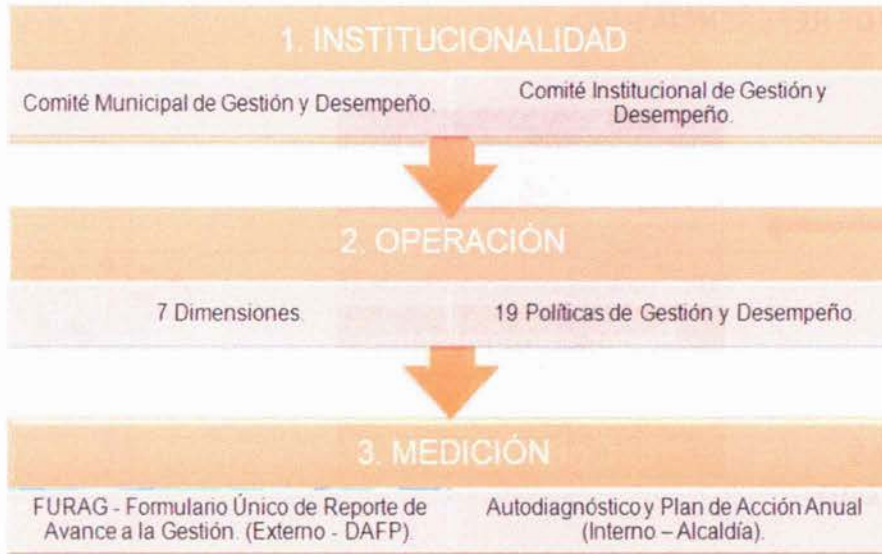 1. INSTITUCIONALIDAD
Comité Municipal de Gestión y Desempeño.
Comité Institucional de Gestión y
Desempeño.
2. OPERACIÓN
7 Dimensiones.
19 Políticas de Gestión y Desempeño.
3. MEDICIÓN
FURAG - Formulario Único de Reporte de
Avance a la Gestión. (Externo - DAFP).
Autodiagnóstico y Plan de Acción Anual
(Interno – Alcaldía).